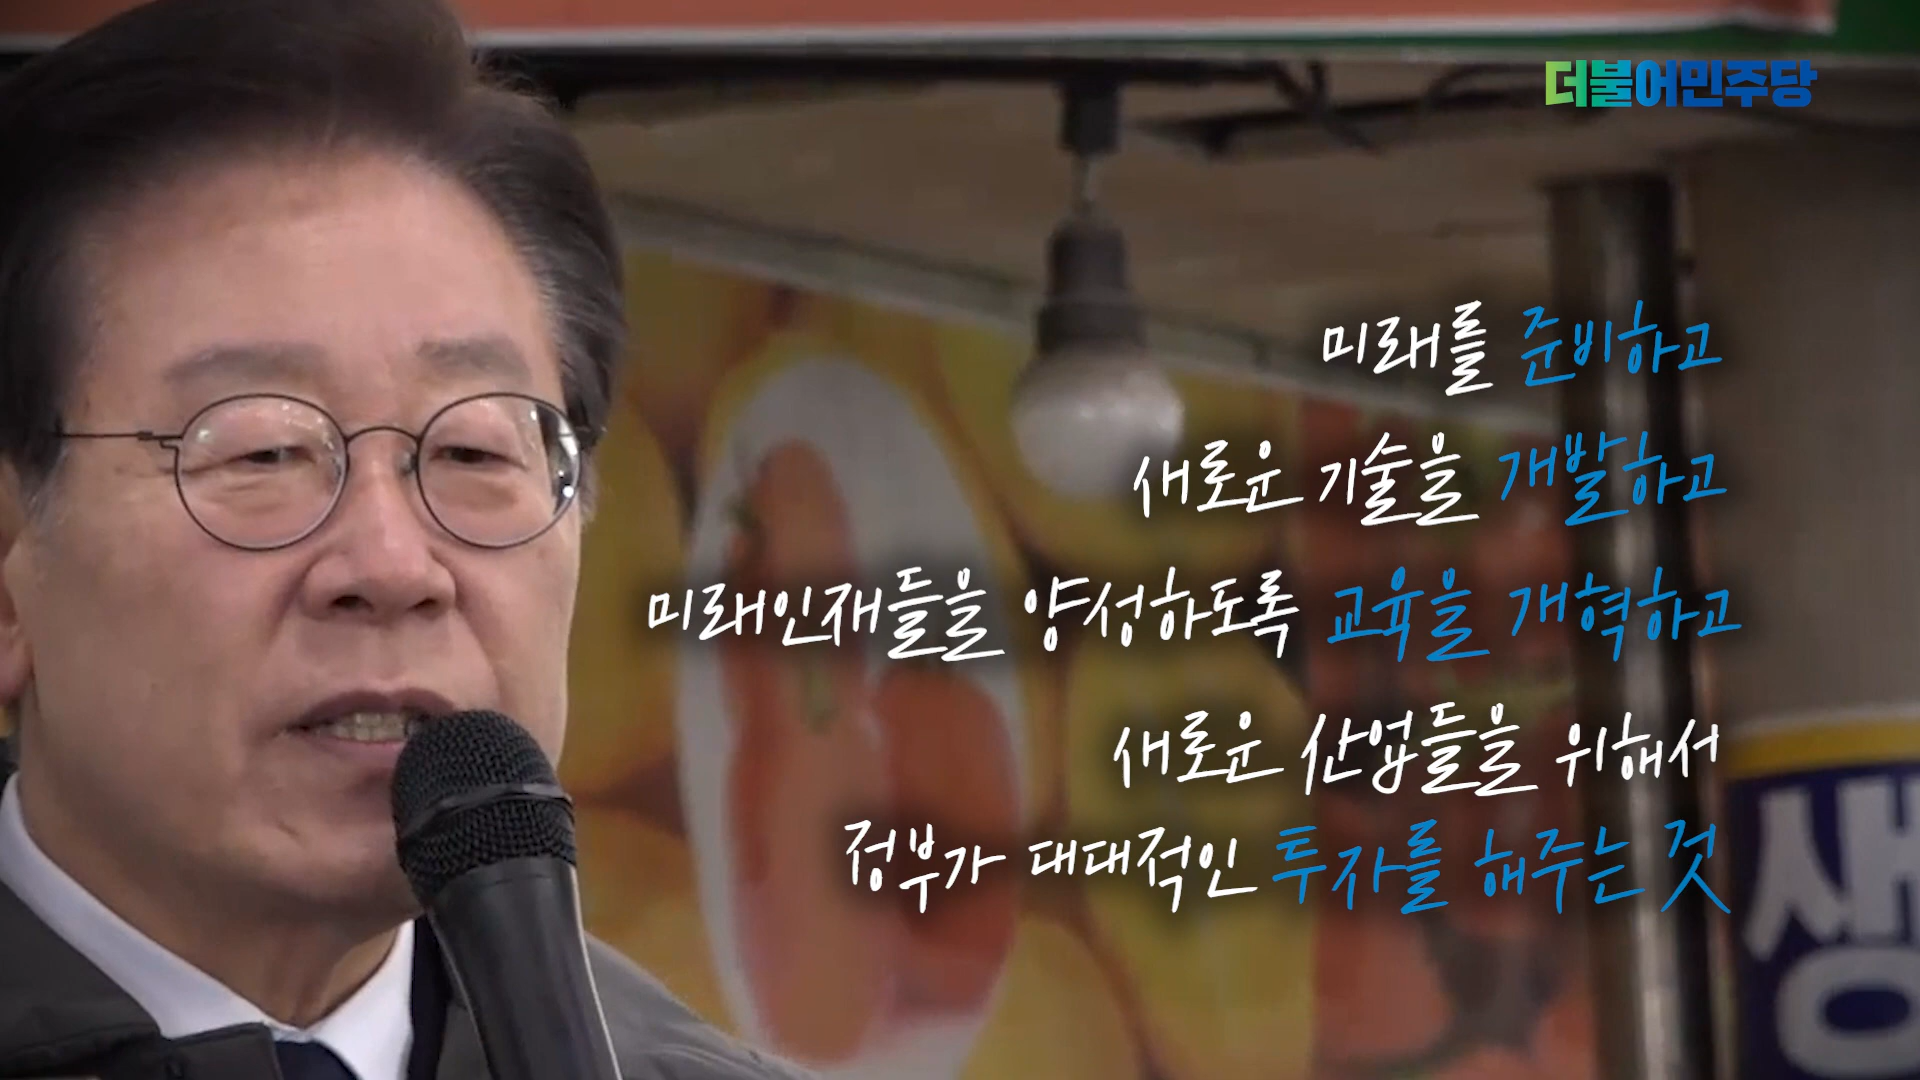 더불어민주당
미래를 준비하고
새로운 기술을 개발하고
미래인재들을 양성하도록 교육을 개혁하고
새로운 산업들을 위해서
정부가 대대적인 투자를 해주는 것
생